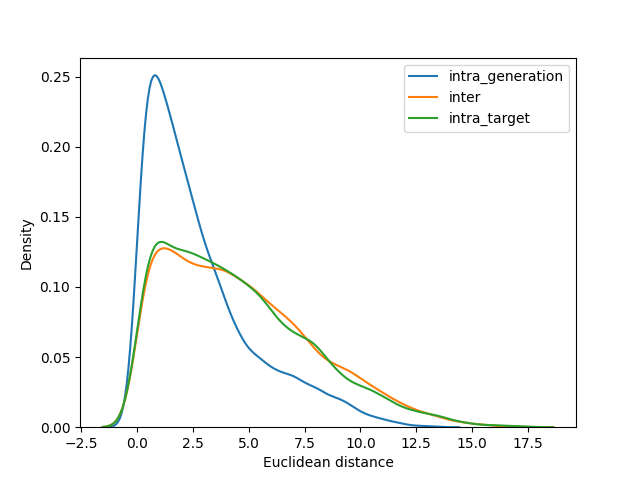 intra_generation
inter
intra_target
0.25
0.20
0.15
0.10
0.05
0.00
Density
−2.5 0.0 2.5 5.0 7.5 10.0 12.5 15.0 17.5
Euclidean distance